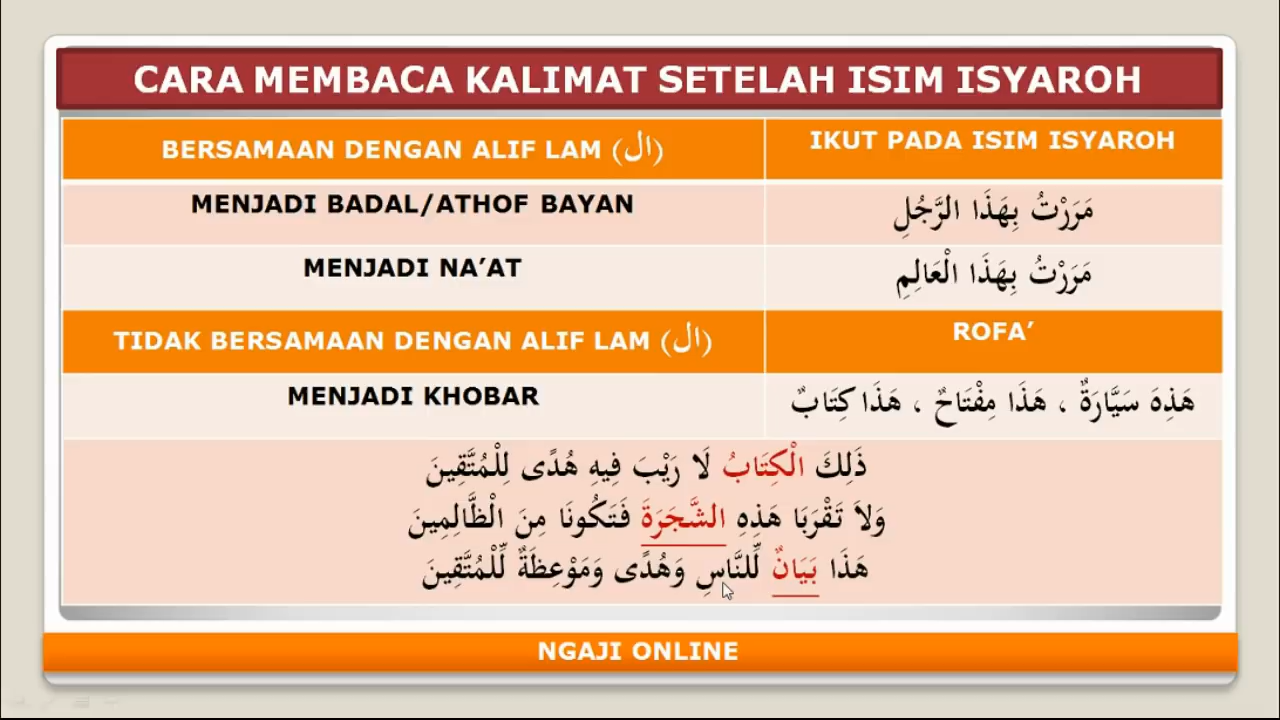 CARA MEMBACA KALIMAT SETELAH ISIM ISYAROH
BERSAMAAN DENGAN ALIF LAM (ال)
IKUT PADA ISIM ISYAROH
MENJADI BADAL/ATHOF BAYAN
مَرَرْتُ بِهَذَا الرَّجُلِ
MENJADI NA’AT
مَرَرْتُ بِهَذَا الْعَالِمِ
TIDAK BERSAMAAN DENGAN ALIF LAM (ال)
ROFA’
MENJADI KHOBAR
هَذِهَ سَيَّارَةٌ ، هَذَا مِفْتَاحٌ ، هَذَا كِتَابٌ
ذَلِكَ الْكِتَابُ لَا رَيْبَ فِيهِ هُدًى لِلْمُتَّقِينَ
وَلاَ تَقْرَبَا هَذِهِ الشَّجَرَةَ فَتَكُونَا مِنَ الْظَّالِمِينَ
هَذَا بَيَانٌ لِّلنَّاسِ وَهُدًى وَمَوْعِظَةٌ لِّلْمُتَّقِينَ
NGAJI ONLINE